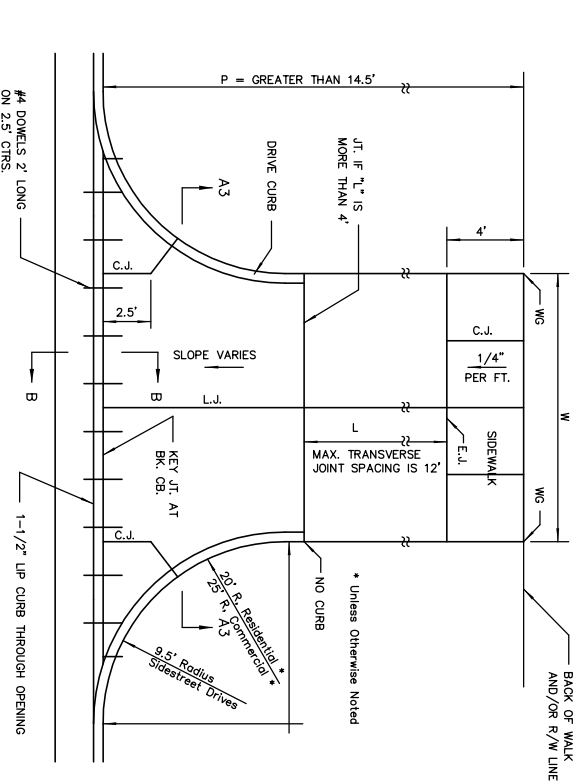 P = GREATER THAN 14.5'
BACK OF WALK
AND/OR R/W LINE
4'
W
WG
WG
C.J.
1/4"
PER FT.
SIDEWALK
E.J.
JT. IF "L" IS
MORE THAN 4'
DRIVE CURB
A3
L
MAX. TRANSVERSE
JOINT SPACING IS 12'
NO CURB
* Unless Otherwise Noted
20' R, Residential *
25' R, Commercial *
A3
9.5' Radius
Sidestreet Drives
C.J.
2.5'
SLOPE VARIES
L.J.
KEY JT. AT
BK. CB.
C.J.
B
B
#4 DOWELS 2' LONG
ON 2.5' CTRS.
1-1/2" LIP CURB THROUGH OPENING